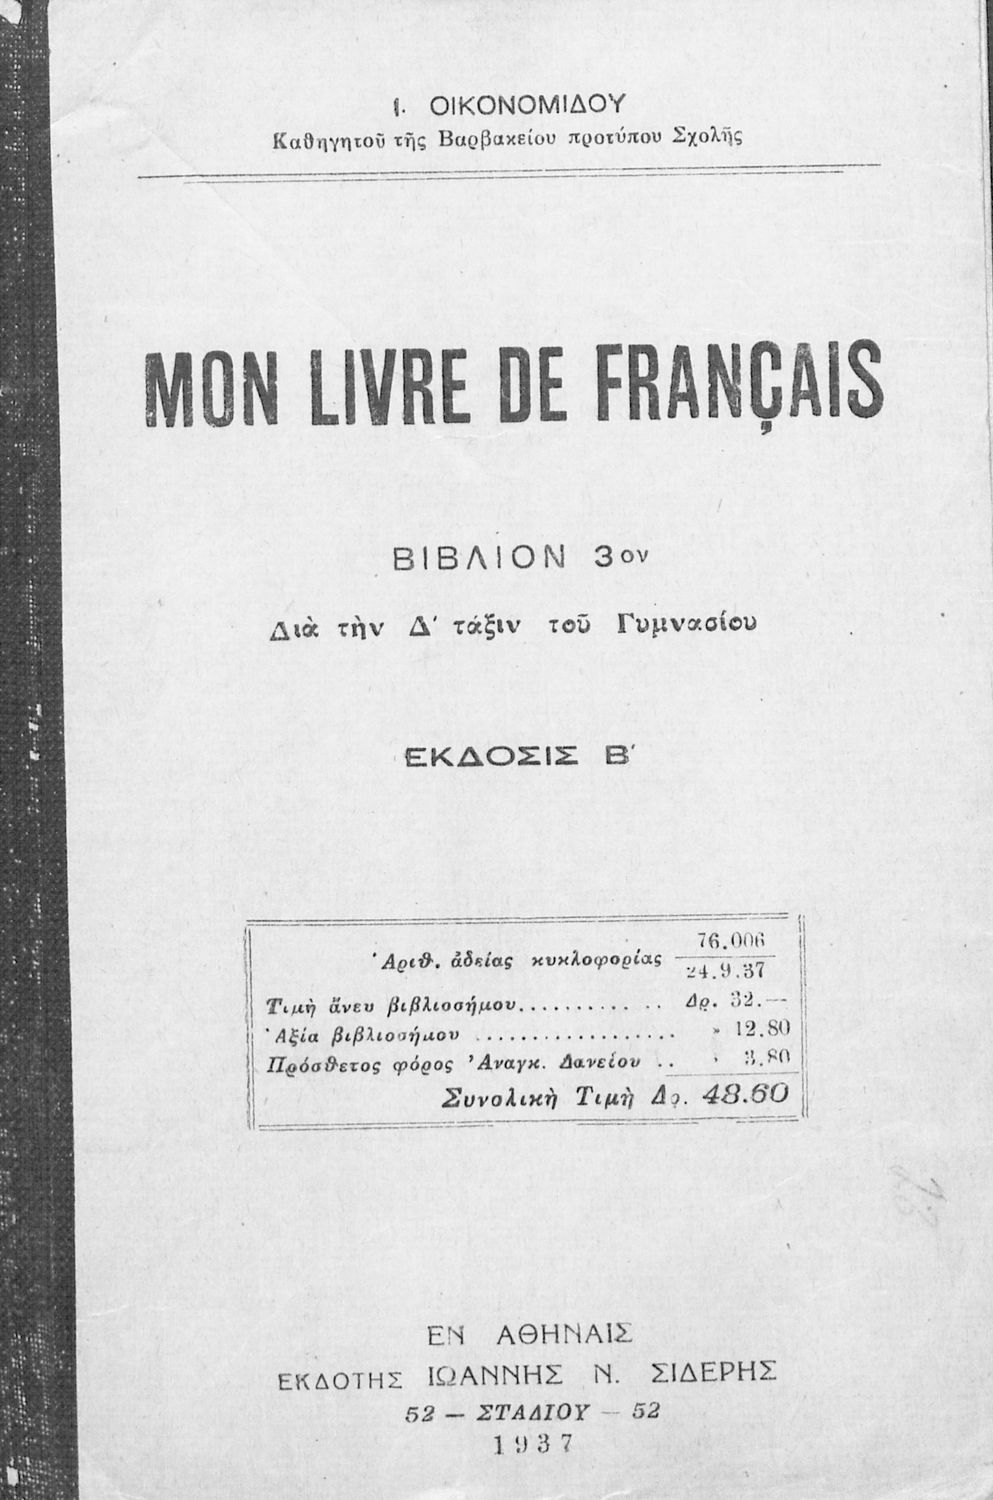 Ι. ΟΙΚΟΝΟΜΙΔΟΥ
Καθηγητοῦ τῆς Βαρβακείου προτύπου Σχολῆς
MON LIVRE DE FRANÇAIS
ΒΙΒΛΙΟΝ 3ον
Διὰ τὴν Δ΄ τάξιν τοῦ Γυμνασίου
ΕΚΔΟΣΙΣ Β΄
Ἀριθ. ἀδείας κυκλοφορίας 76.006
24.9.37
Τιμὴ ἄνευ βιβλιοσήμου........... .. Δρ. 32.—
Ἀξία βιβλιοσήμου .................. » 12.80
Πρόσθετος φόρος Ἀναγκ. Δανείου .. » 3.80
Συνολικὴ Τιμὴ Δρ. 48.60
ΕΝ ΑΘΗΝΑΙΣ
ΕΚΔΟΤΗΣ ΙΩΑΝΝΗΣ Ν. ΣΙΔΕΡΗΣ
52 — ΣΤΑΔΙΟΥ — 52
1937